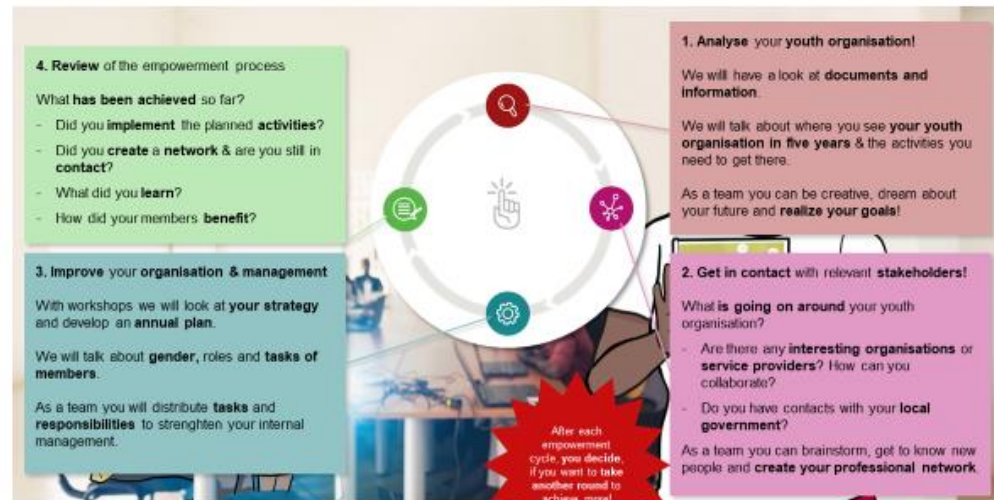 1. Analyse your youth organisation!
We will have a look at documents and
information.
We will talk about where you see your youth
organisation in five years & the activities you
need to get there.
As a team you can be creative, dream about
your future and realize your goals!
2. Get in contact with relevant stakeholders!
What is going on around your youth
organisation?
- Are there any interesting organisations or
service providers? How can you
collaborate?
- Do you have contacts with your local
government?
As a team you can brainstorm, get to know new
people and create your professional network
3. Improve your organisation & management
With workshops we will look at your strategy
and develop an annual plan.
We will talk about gender, roles and tasks of
members.
As a team you will distribute tasks and
responsibilities to strenghten your internal
management.
4. Review of the empowerment process
What has been achieved so far?
- Did you implement the planned activities?
- Did you create a network & are you still in
contact?
- What did you learn?
- How did your members benefit?
After each
empowerment
cycle, you decide,
if you want to take
another round to
achieve more!